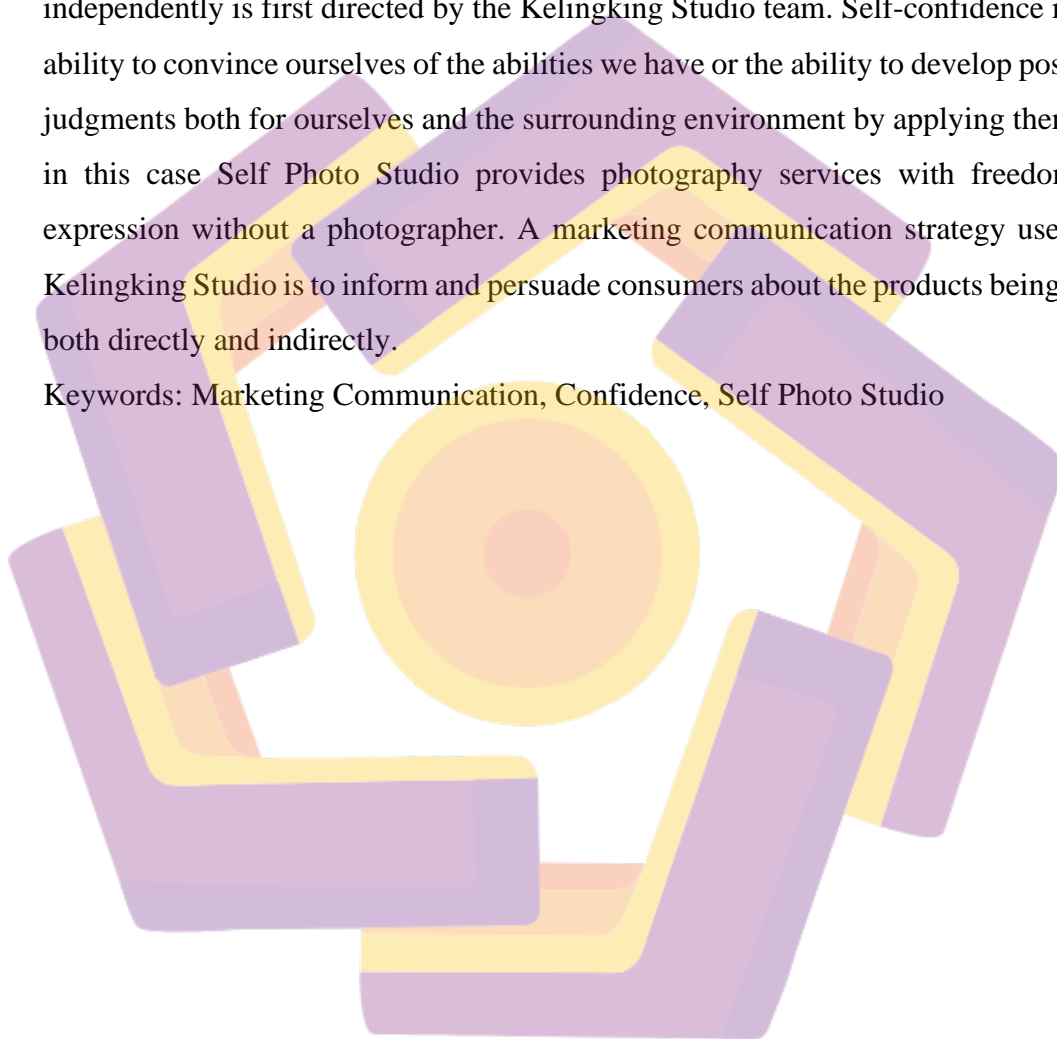 independently is first directed by the Kelingking Studio team. Self-confidence
ability to convince ourselves of the abilities we have or the ability to develop
judgments both for ourselves and the surrounding environment by applying
in this case Self Photo Studio provides photography services with
expression without a photographer. A marketing communication strategy
Kelingking Studio is to inform and persuade consumers about the products being
both directly and indirectly.
Keywords: Marketing Communication, Confidence, Self Photo Studio